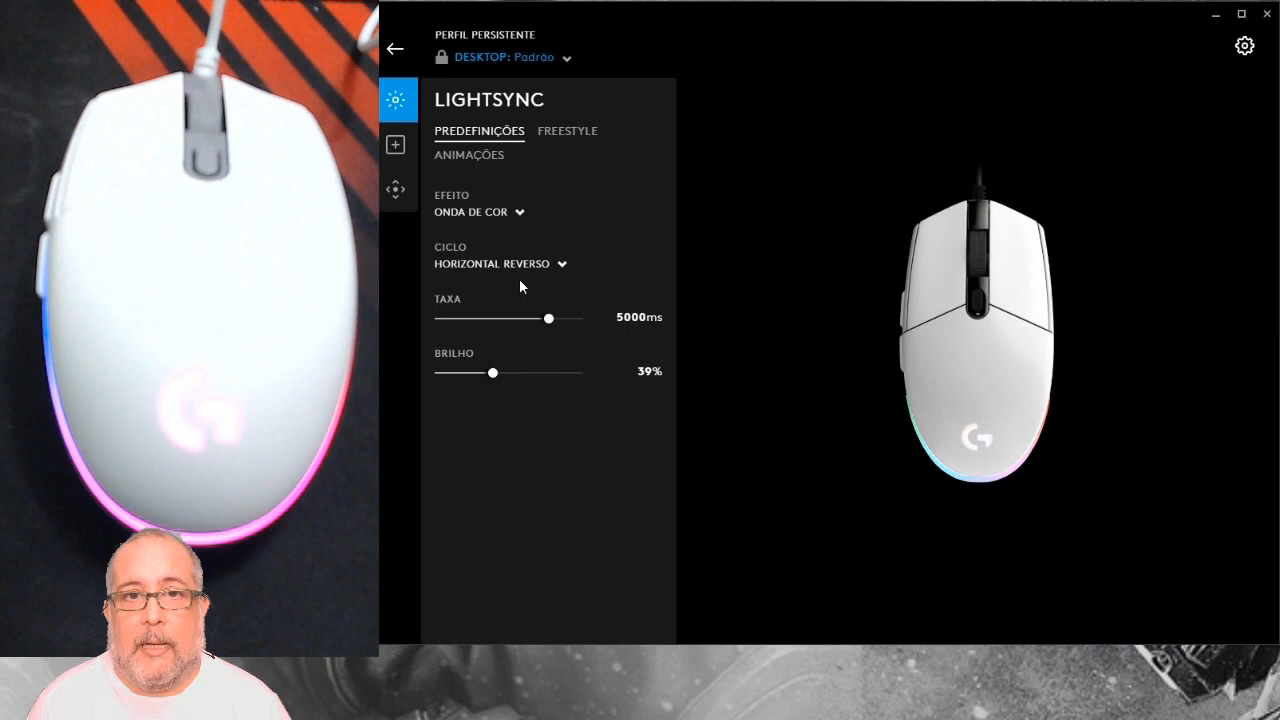 PERFIL PERSISTENTE
DESKTOP: Padrão
LIGHTSYNC
PREDEFINIÇÕES FREESTYLE
ANIMAÇÕES
EFEITO
ONDA DE COR
CICLO
HORIZONTAL REVERSO
TAXA
5000ms
BRILHO
39%